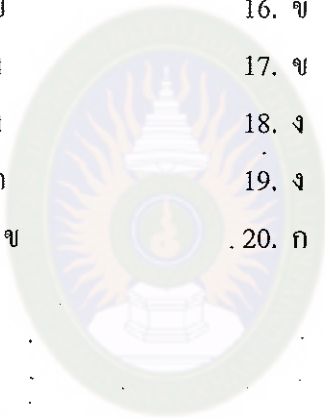 16. ข
17. ข
18. ง
19. ง
ข 20. ก